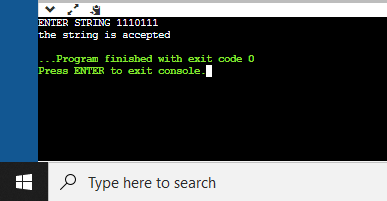 ENTER STRING 1110111
the string is accepted
...Program finished with exit code 0
Press ENTER to exit console.
Type here to search